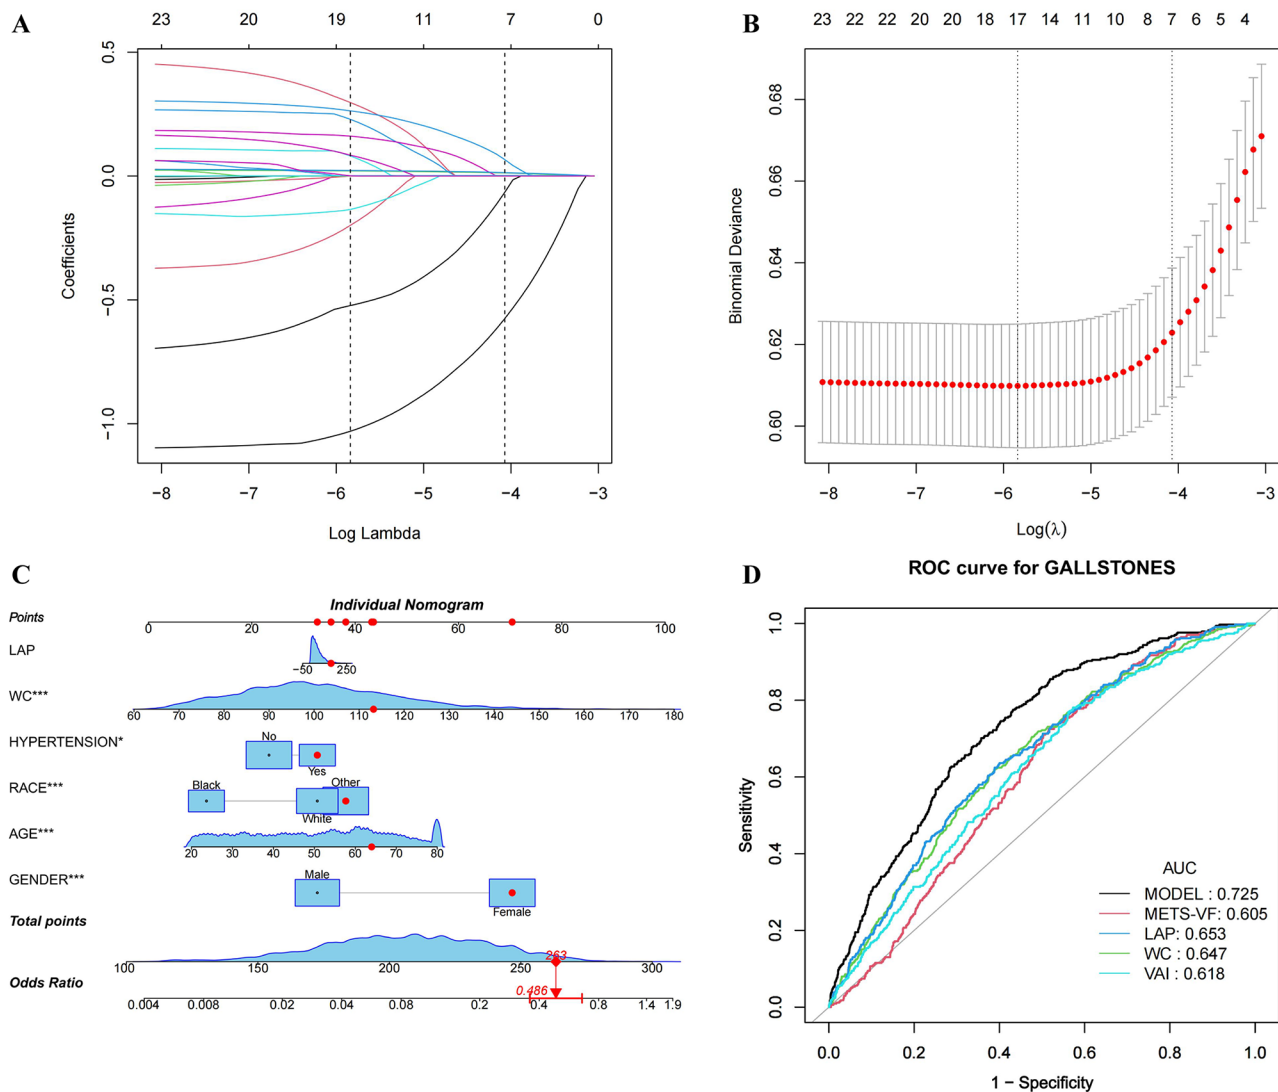 A
23 20 19 11 7 0
0.5
0.0
−0.5
−1.0
Coefficients
−8 −7 −6 −5 −4 −3
Log Lambda
B
23 22 22 22 20 20 18 17 14 11 10 8 7 6 5 4
0.68
0.66
0.64
0.62
0.60
Binomial Deviance
−8 −7 −6 −5 −4 −3
Log(λ)
C
Individual Nomogram
Points
0 20 40 60 80 100
LAP
−50 250
WC***
60 70 80 90 100 110 120 130 140 150 160 170 181
HYPERTENSION*
No
Yes
RACE***
Black
Other
White
AGE***
20 30 40 50 60 70 80
GENDER***
Male
Female
Total points
263
100 150 200 250 300
Odds Ratio
0.486
0.004 0.008 0.02 0.04 0.08 0.2 0.4 0.8 1.4 1.9
D
ROC curve for GALLSTONES
1.0
0.8
0.6
0.4
0.2
0.0
Sensitivity
AUC
MODEL : 0.725
METS-VF: 0.605
LAP: 0.653
WC : 0.647
VAI : 0.618
0.0 0.2 0.4 0.6 0.8 1.0
1 − Specificity